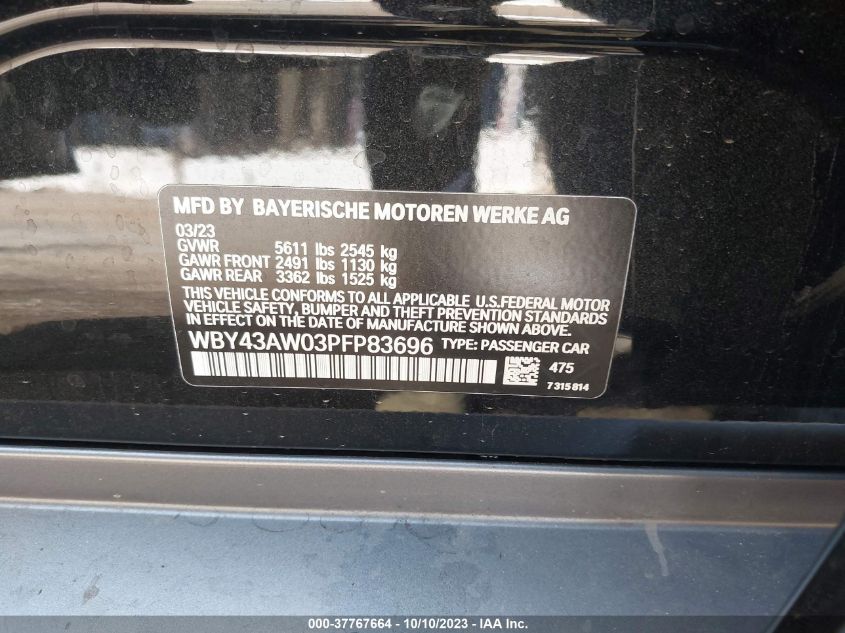 MFD BY BAYERISCHE MOTOREN WERKE AG
03/23
GVWR 5611 lbs 2545 kg
GAWR FRONT 2491 lbs 1130 kg
GAWR REAR 3362 lbs 1525 kg
THIS VEHICLE CONFORMS TO ALL APPLICABLE U.S.FEDERAL MOTOR
VEHICLE SAFETY, BUMPER AND THEFT PREVENTION STANDARDS
IN EFFECT ON THE DATE OF MANUFACTURE SHOWN ABOVE.
WBY43AW03PFP83696 TYPE: PASSENGER CAR
475
7315814
000-37767664 - 10/10/2023 - IAA Inc.